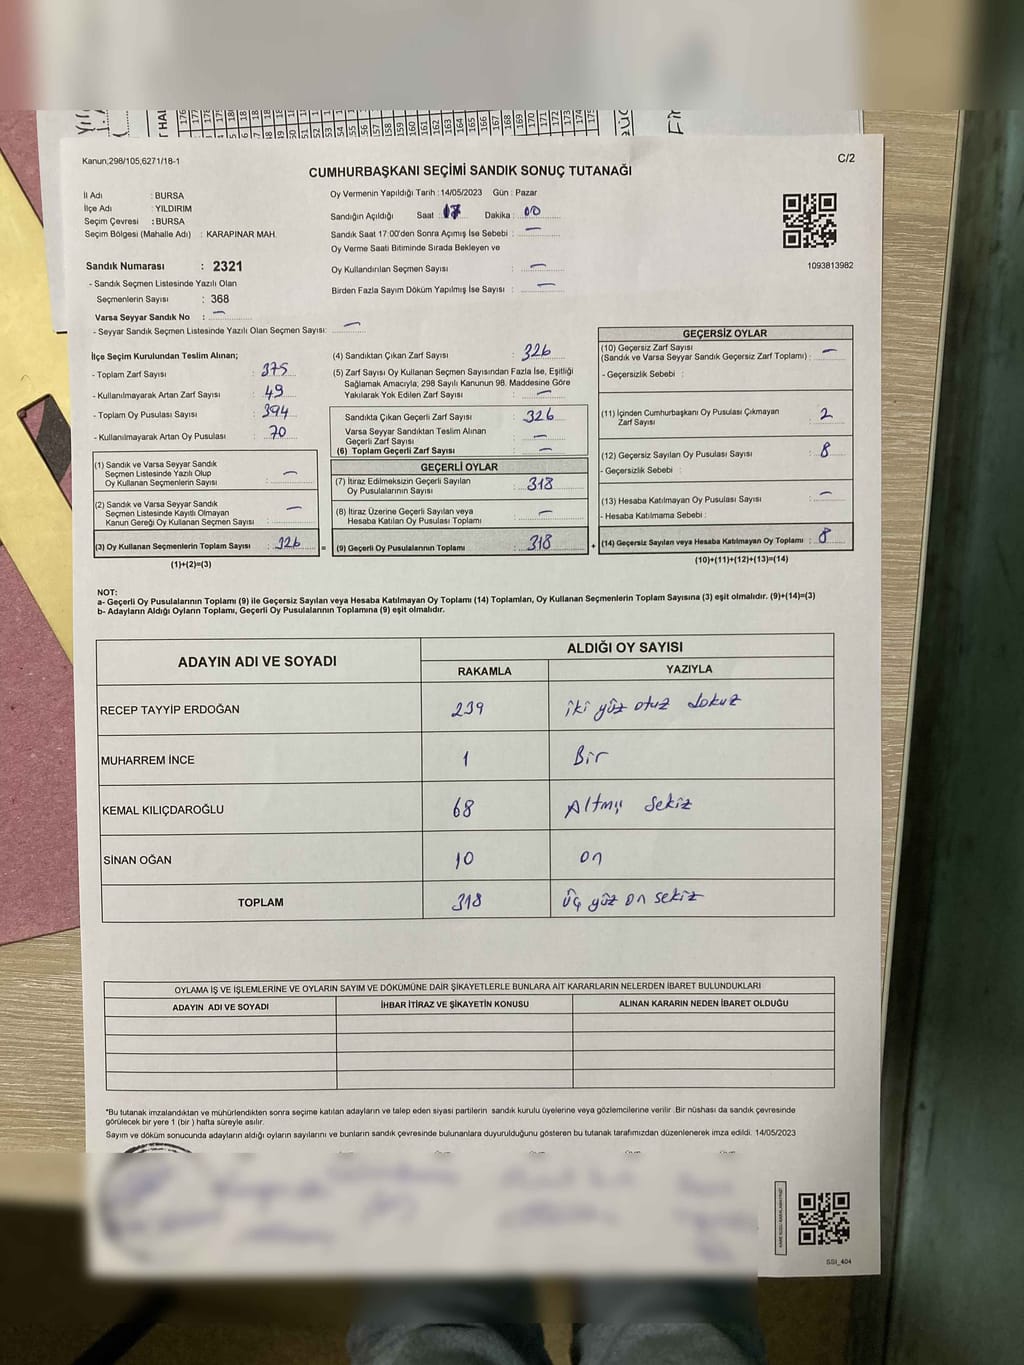 176
177
178
163
164
165
166
167
168
169
170
171
172
173
174
175
Kanun;298/105,6271/18-1
C/2
CUMHURBAŞKANI SEÇİMİ SANDIK SONUÇ TUTANAĞI
İl Adı : BURSA
İlçe Adı : YILDIRIM
Seçim Çevresi : BURSA
Seçim Bölgesi (Mahalle Adı) : KARAPINAR MAH.
Oy Vermenin Yapıldığı Tarih : 14/05/2023 Gün : Pazar
Sandığın Açıldığı Saat : 17 Dakika : 00
Sandık Saat 17:00'den Sonra Açımış İse Sebebi : —
Oy Verme Saati Bitiminde Sırada Bekleyen ve
Oy Kullandırılan Seçmen Sayısı : —
Birden Fazla Sayım Döküm Yapılmış İse Sayısı : —
1093813982
Sandık Numarası : 2321
- Sandık Seçmen Listesinde Yazılı Olan
Seçmenlerin Sayısı : 368
Varsa Seyyar Sandık No : —
- Seyyar Sandık Seçmen Listesinde Yazılı Olan Seçmen Sayısı: —
İlçe Seçim Kurulundan Teslim Alınan;
- Toplam Zarf Sayısı : 375
- Kullanılmayarak Artan Zarf Sayısı : 49
- Toplam Oy Pusulası Sayısı : 394
- Kullanılmayarak Artan Oy Pusulası : 70
(1) Sandık ve Varsa Seyyar Sandık
Seçmen Listesinde Yazılı Olup
Oy Kullanan Seçmenlerin Sayısı : —
(2) Sandık ve Varsa Seyyar Sandık
Seçmen Listesinde Kayıtlı Olmayan
Kanun Gereği Oy Kullanan Seçmen Sayısı : —
(3) Oy Kullanan Seçmenlerin Toplam Sayısı : 326 =
(1)+(2)=(3)
(4) Sandıktan Çıkan Zarf Sayısı : 326
(5) Zarf Sayısı Oy Kullanan Seçmen Sayısından Fazla İse, Eşitliği
Sağlamak Amacıyla; 298 Sayılı Kanunun 98. Maddesine Göre
Yakılarak Yok Edilen Zarf Sayısı : —
Sandıkta Çıkan Geçerli Zarf Sayısı : 326
Varsa Seyyar Sandıktan Teslim Alınan
Geçerli Zarf Sayısı : —
(6) Toplam Geçerli Zarf Sayısı : —
GEÇERLİ OYLAR
(7) İtiraz Edilmeksizin Geçerli Sayılan
Oy Pusulalarının Sayısı : 318
(8) İtiraz Üzerine Geçerli Sayılan veya
Hesaba Katılan Oy Pusulası Toplamı : —
(9) Geçerli Oy Pusulalarının Toplamı : 318 +
GEÇERSİZ OYLAR
(10) Geçersiz Zarf Sayısı
(Sandık ve Varsa Seyyar Sandık Geçersiz Zarf Toplamı) : —
- Geçersizlik Sebebi :
(11) İçinden Cumhurbaşkanı Oy Pusulası Çıkmayan
Zarf Sayısı : 2
(12) Geçersiz Sayılan Oy Pusulası Sayısı : 8
- Geçersizlik Sebebi :
(13) Hesaba Katılmayan Oy Pusulası Sayısı : —
- Hesaba Katılmama Sebebi :
(14) Geçersiz Sayılan veya Hesaba Katılmayan Oy Toplamı : 8
(10)+(11)+(12)+(13)=(14)
NOT:
a- Geçerli Oy Pusulalarının Toplamı (9) ile Geçersiz Sayılan veya Hesaba Katılmayan Oy Toplamı (14) Toplamları, Oy Kullanan Seçmenlerin Toplam Sayısına (3) eşit olmalıdır. (9)+(14)=(3)
b- Adayların Aldığı Oyların Toplamı, Geçerli Oy Pusulalarının Toplamına (9) eşit olmalıdır.
ADAYIN ADI VE SOYADI
ALDIĞI OY SAYISI
RAKAMLA YAZIYLA
RECEP TAYYİP ERDOĞAN 239 iki yüz otuz dokuz
MUHARREM İNCE 1 Bir
KEMAL KILIÇDAROĞLU 68 Altmış sekiz
SİNAN OĞAN 10 on
TOPLAM 318 üç yüz on sekiz
OYLAMA İŞ VE İŞLEMLERİNE VE OYLARIN SAYIM VE DÖKÜMÜNE DAİR ŞİKAYETLERLE BUNLARA AİT KARARLARIN NELERDEN İBARET BULUNDUKLARI
ADAYIN ADI VE SOYADI İHBAR İTİRAZ VE ŞİKAYETİN KONUSU ALINAN KARARIN NEDEN İBARET OLDUĞU
*Bu tutanak imzalandıktan ve mühürlendikten sonra seçime katılan adayların ve talep eden siyasi partilerin sandık kurulu üyelerine veya gözlemcilerine verilir .Bir nüshası da sandık çevresinde
görülecek bir yere 1 (bir ) hafta süreyle asılır.
Sayım ve döküm sonucunda adayların aldığı oyların sayılarını ve bunların sandık çevresinde bulunanlara duyurulduğunu gösteren bu tutanak tarafımızdan düzenlenerek imza edildi. 14/05/2023
SSI_404